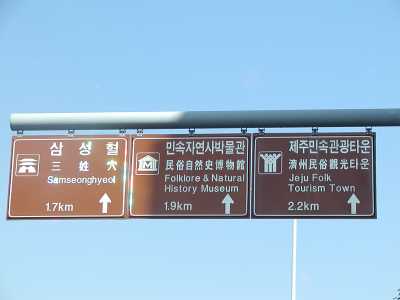 삼성혈
三姓穴
Samseonghyeol
1.7km
민속자연사박물관
民俗自然史博物館
Folklore & Natural
History Museum
1.9km
제주민속관광타운
濟州民俗觀光타운
Jeju Folk
Tourism Town
2.2km